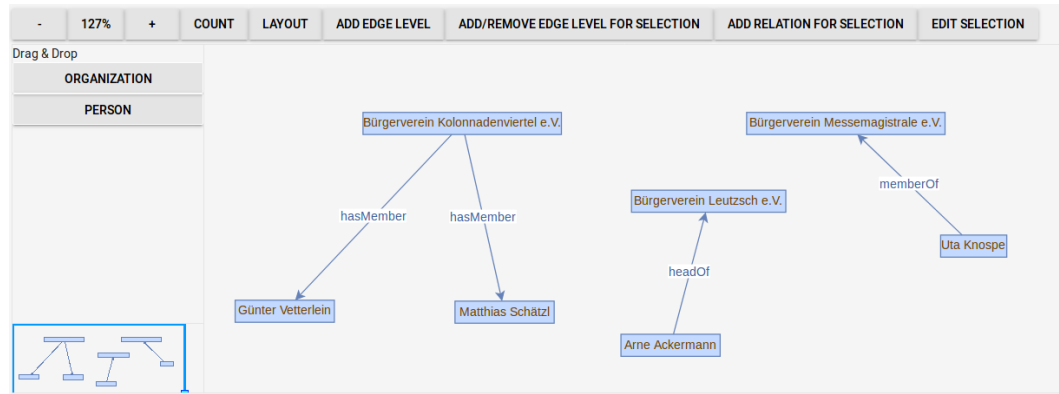 -
127%
+
COUNT
LAYOUT
ADD EDGE LEVEL
ADD/REMOVE EDGE LEVEL FOR SELECTION
ADD RELATION FOR SELECTION
EDIT SELECTION
Drag & Drop
ORGANIZATION
PERSON
Bürgerverein Kolonnadenviertel e.V.
Bürgerverein Messemagistrale e.V.
memberOf
Bürgerverein Leutzsch e.V.
hasMember
hasMember
Uta Knospe
headOf
Günter Vetterlein
Matthias Schätzl
Arne Ackermann